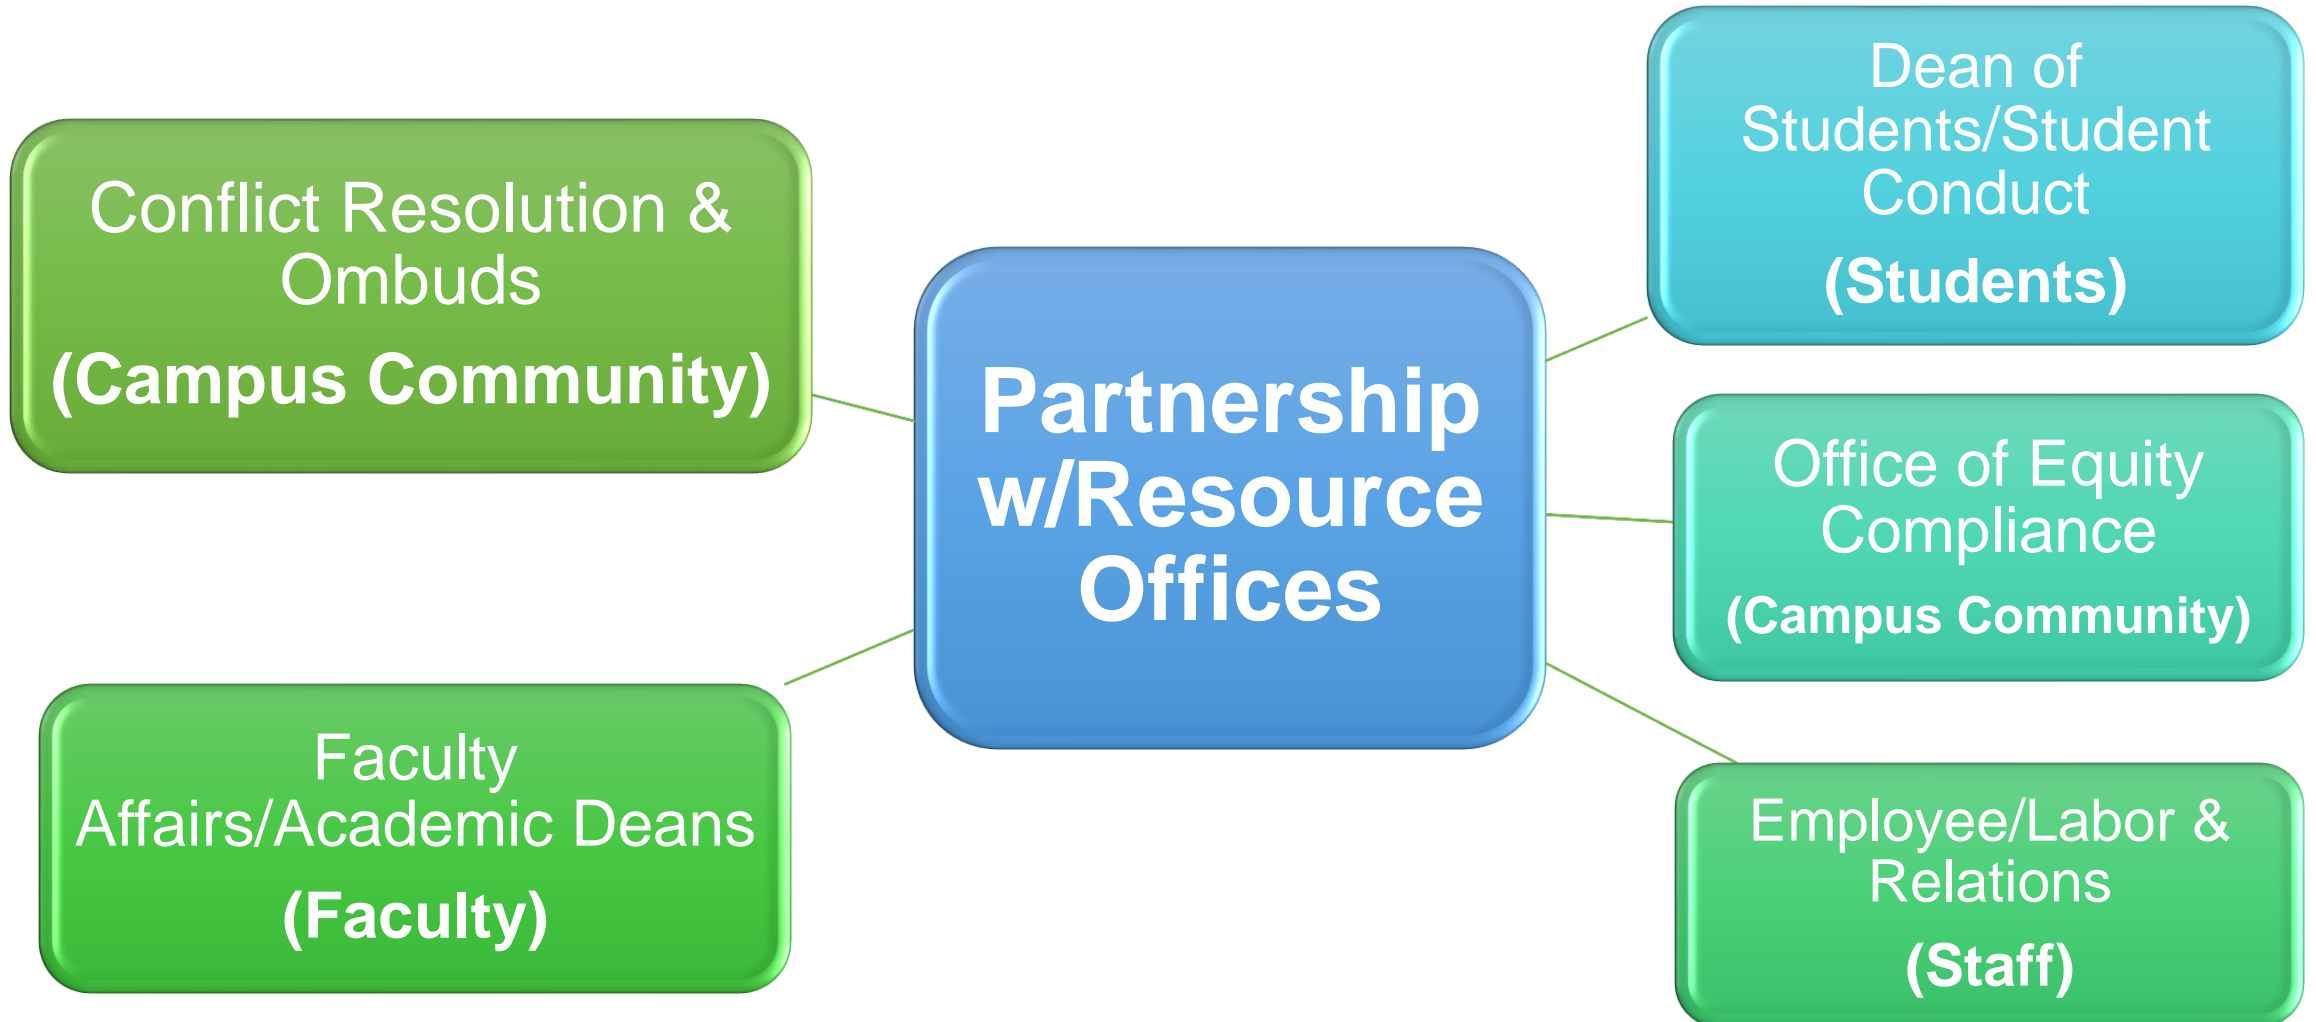 Conflict Resolution &
Ombuds
(Campus Community)
Faculty
Affairs/Academic Deans
(Faculty)
Partnership
w/Resource
Offices
Dean of
Students/Student
Conduct
(Students)
Office of Equity
Compliance
(Campus Community)
Employee/Labor &
Relations
(Staff)